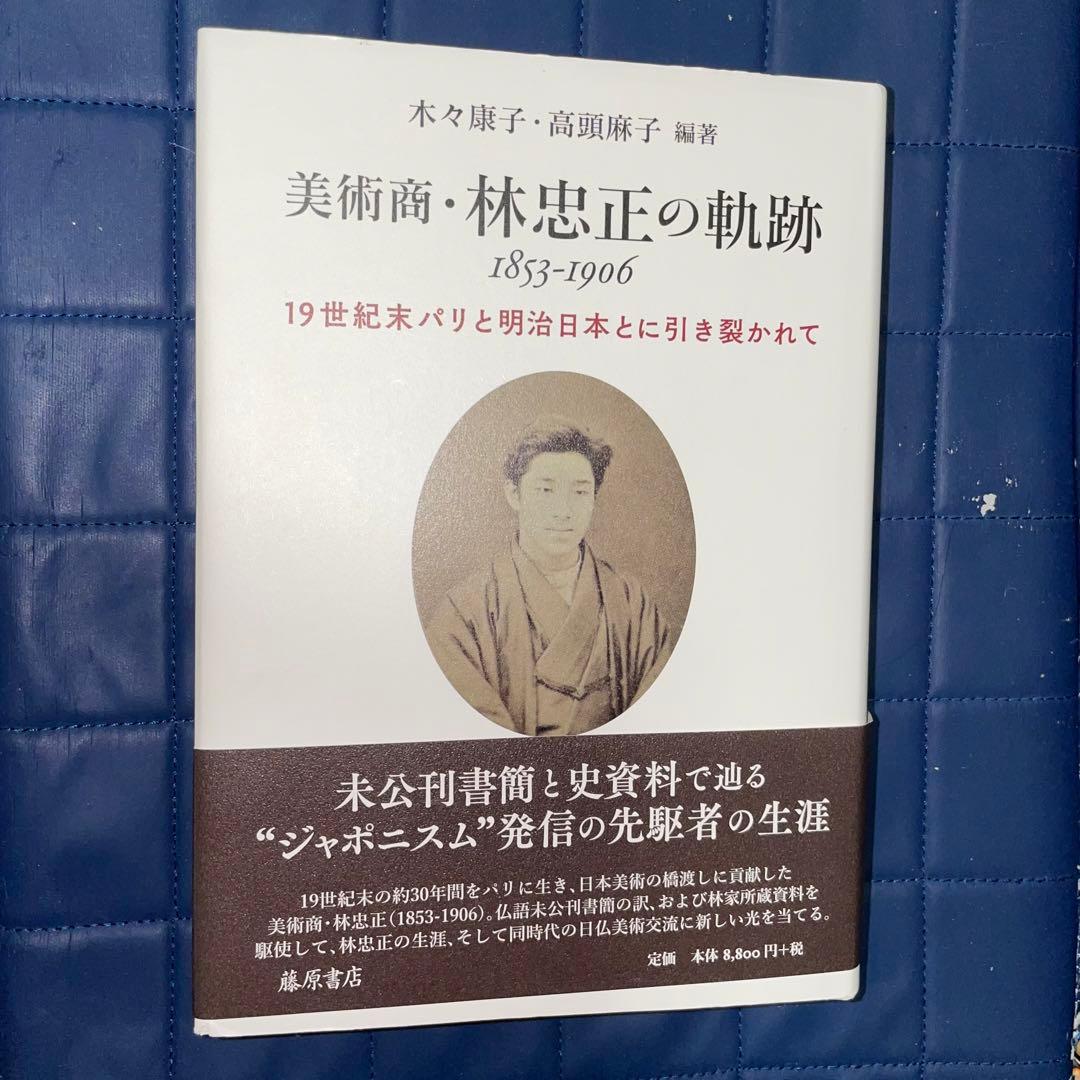 木々康子・高頭麻子 編著
美術商・林忠正の軌跡
1853-1906
19世紀末パリと明治日本とに引き裂かれて
未公刊書簡と史資料で辿る
“ジャポニスム”発信の先駆者の生涯
19世紀末の約30年間をパリに生き、日本美術の橋渡しに貢献した
美術商・林忠正(1853-1906)。仏語未公刊書簡の訳、および林家所蔵資料を
駆使して、林忠正の生涯、そして同時代の日仏美術交流に新しい光を当てる。
定価 本体 8,800円+税
藤原書店